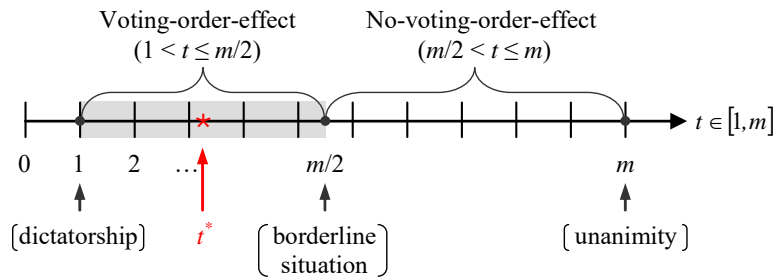 Voting-order-effect
(1 < t ≤ m/2)
No-voting-order-effect
(m/2 < t ≤ m)
t ∈ [1, m]
0 1 2 … m/2 m
dictatorship
t*
borderline
situation
unanimity